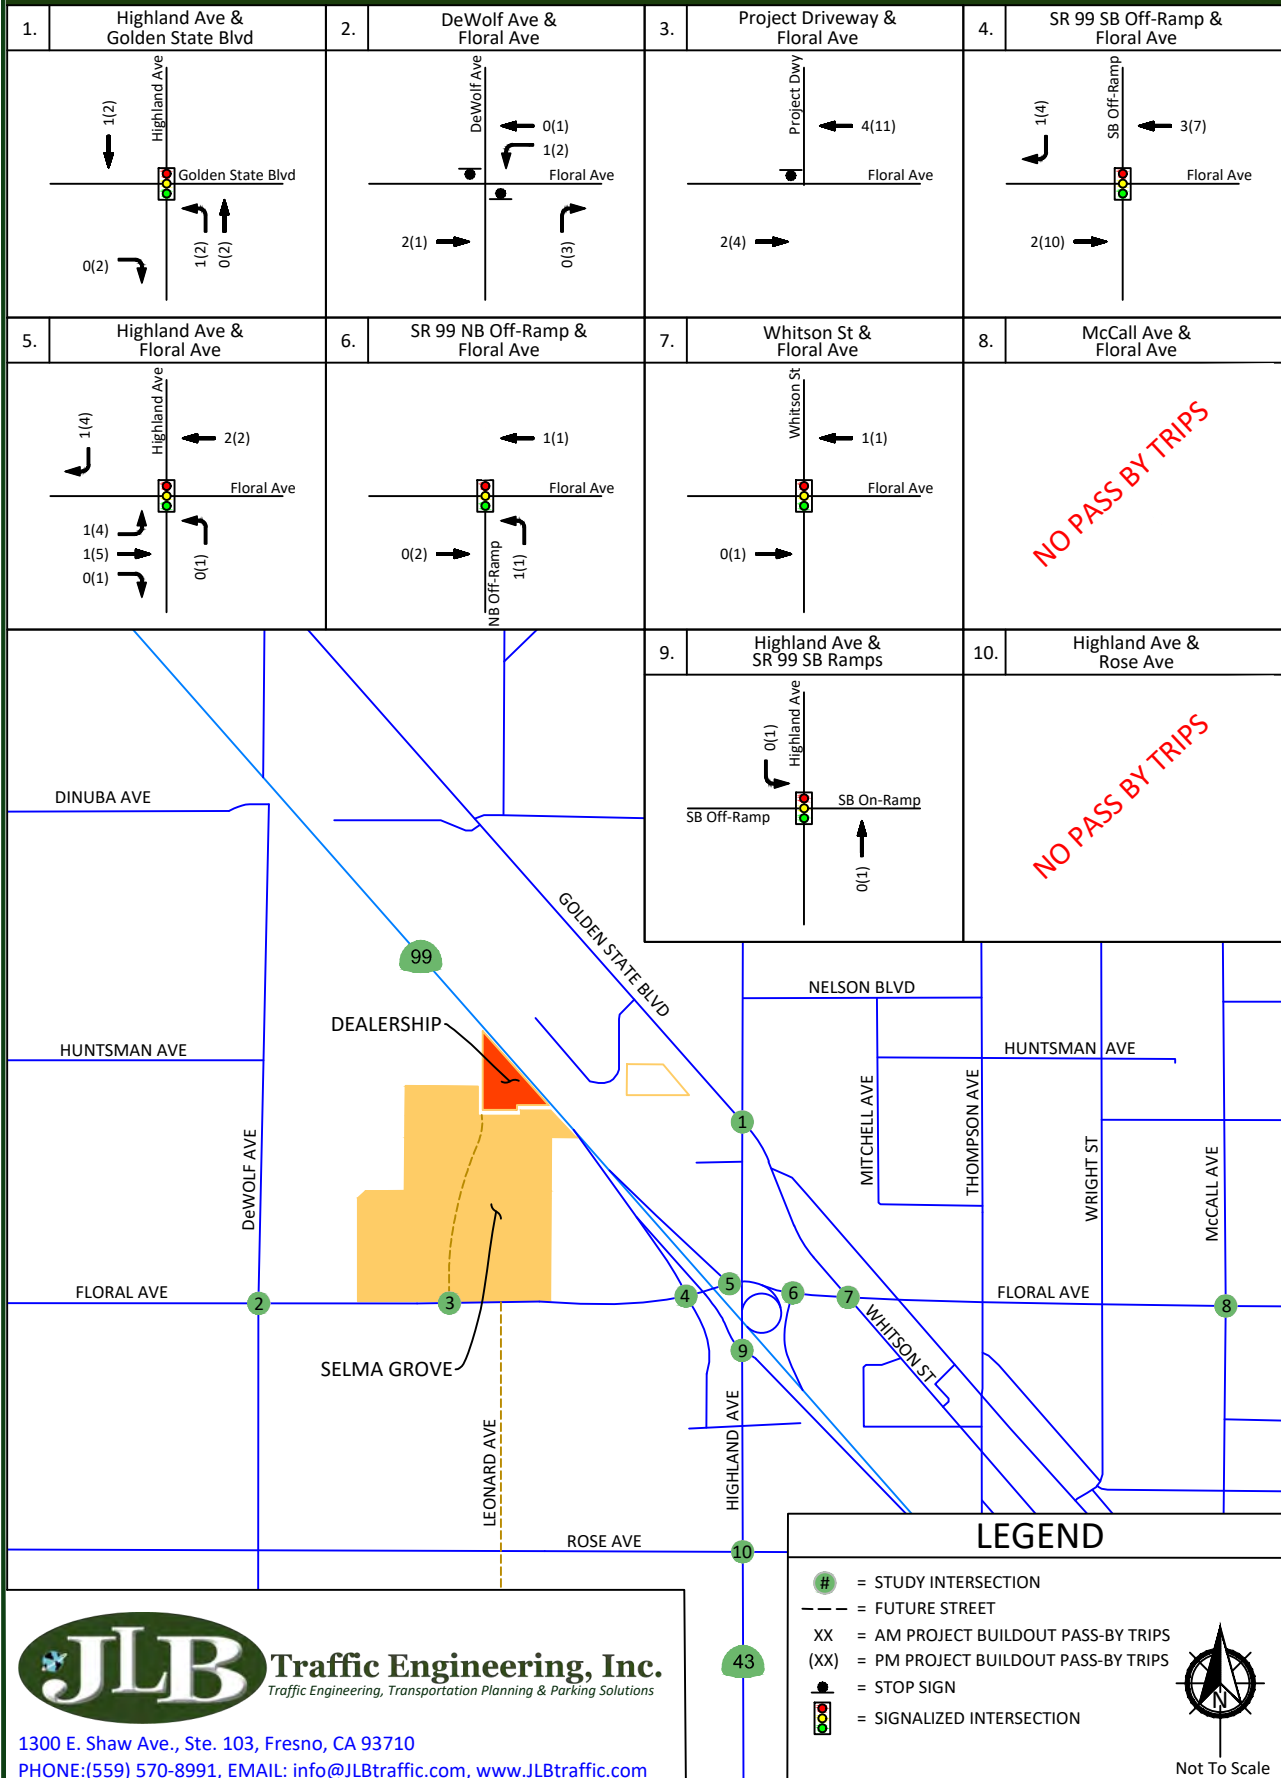 1.
Highland Ave &
Golden State Blvd
Highland Ave
1(2)
Golden State Blvd
0(2)
1(2)
0(2)
2.
DeWolf Ave &
Floral Ave
DeWolf Ave
0(1)
1(2)
Floral Ave
2(1)
0(3)
3.
Project Driveway &
Floral Ave
Project Dwy
4(11)
Floral Ave
2(4)
4.
SR 99 SB Off-Ramp &
Floral Ave
SB Off-Ramp
1(4)
3(7)
Floral Ave
2(10)
5.
Highland Ave &
Floral Ave
Highland Ave
1(4)
2(2)
Floral Ave
1(4)
1(5)
0(1)
0(1)
6.
SR 99 NB Off-Ramp &
Floral Ave
1(1)
Floral Ave
0(2)
NB Off-Ramp
1(1)
7.
Whitson St &
Floral Ave
Whitson St
1(1)
Floral Ave
0(1)
8.
McCall Ave &
Floral Ave
NO PASS BY TRIPS
9.
Highland Ave &
SR 99 SB Ramps
Highland Ave
0(1)
SB On-Ramp
SB Off-Ramp
0(1)
10.
Highland Ave &
Rose Ave
NO PASS BY TRIPS
DINUBA AVE
GOLDEN STATE BLVD
99
NELSON BLVD
DEALERSHIP
HUNTSMAN AVE
HUNTSMAN AVE
MITCHELL AVE
THOMPSON AVE
WRIGHT ST
McCALL AVE
DeWOLF AVE
1
FLORAL AVE
2
3
4
5
6
7
FLORAL AVE
8
9
WHITSON ST
SELMA GROVE
HIGHLAND AVE
LEONARD AVE
ROSE AVE
10
43
LEGEND
# = STUDY INTERSECTION
= FUTURE STREET
XX = AM PROJECT BUILDOUT PASS-BY TRIPS
(XX) = PM PROJECT BUILDOUT PASS-BY TRIPS
= STOP SIGN
= SIGNALIZED INTERSECTION
N
Not To Scale
JLB
Traffic Engineering, Inc.
Traffic Engineering, Transportation Planning & Parking Solutions
1300 E. Shaw Ave., Ste. 103, Fresno, CA 93710
PHONE:(559) 570-8991, EMAIL: info@JLBtraffic.com, www.JLBtraffic.com